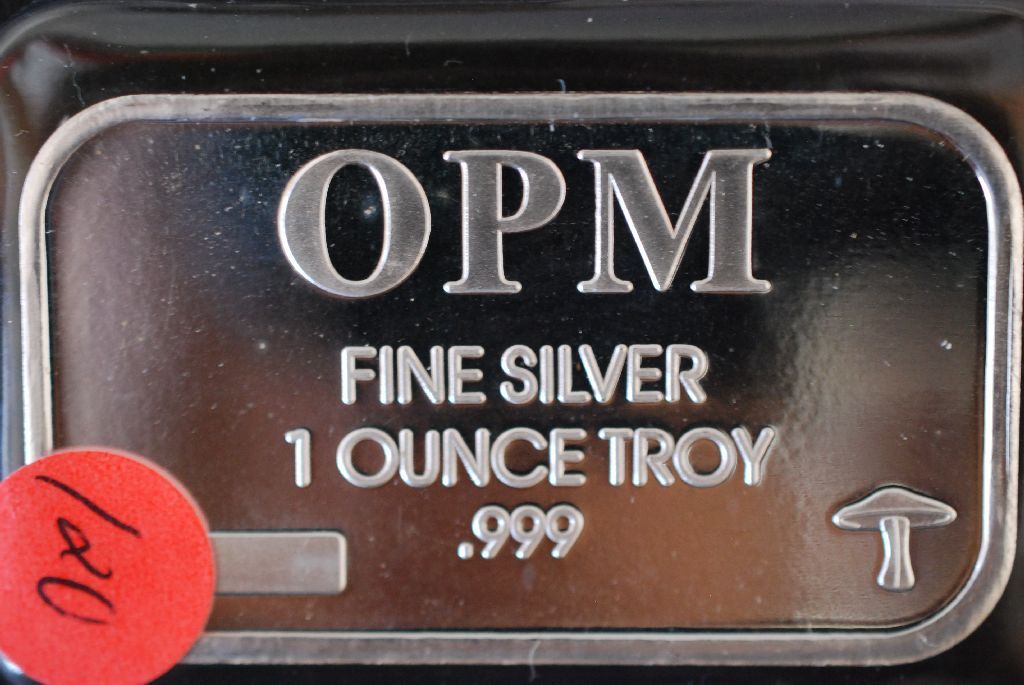 OPM
FINE SILVER
1 OUNCE TROY
.999